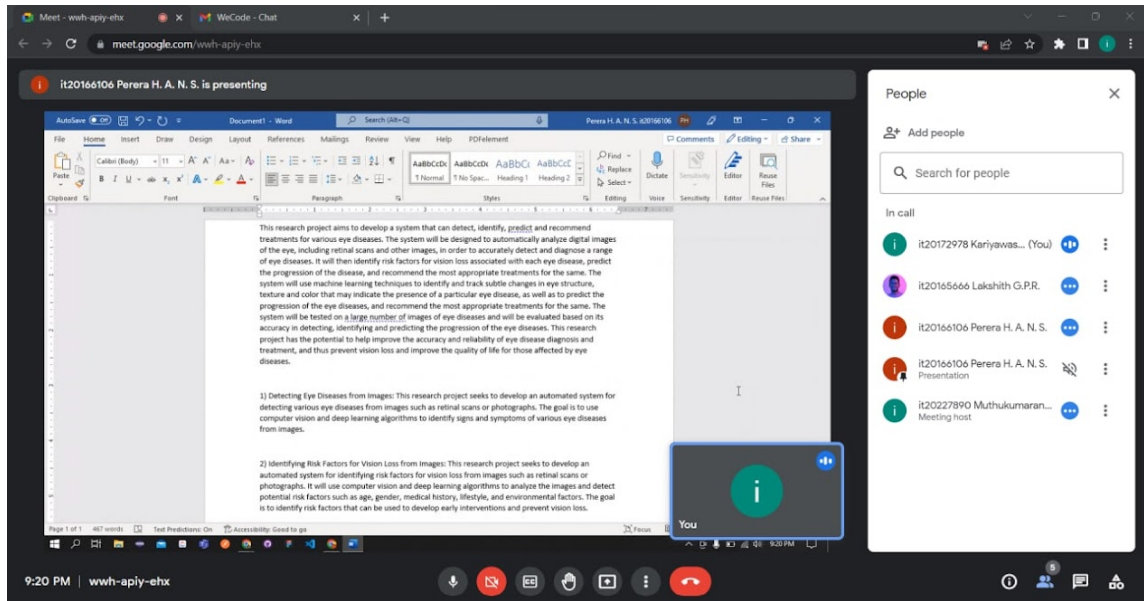 Meet - wwh-apiy-ehx
WeCode - Chat
meet.google.com/wwh-apiy-ehx
i
i it20166106 Perera H. A. N. S. is presenting
AutoSave Off Document1 - Word Search (Alt+Q) Perera H. A. N. S. it20166106 PH
File Home Insert Draw Design Layout References Mailings Review View Help PDFelement Comments Editing Share
Paste
Calibri (Body) 11
B I U
AaBbCcDc AaBbCcDc AaBbCc AaBbCcC
Normal No Spac... Heading 1 Heading 2
Find
Replace
Select
Dictate Sensitivity Editor Reuse Files
Clipboard Font Paragraph Styles Editing Voice Sensitivity Editor Reuse Files
This research project aims to develop a system that can detect, identify, predict and recommend
treatments for various eye diseases. The system will be designed to automatically analyze digital images
of the eye, including retinal scans and other images, in order to accurately detect and diagnose a range
of eye diseases. It will then identify risk factors for vision loss associated with each eye disease, predict
the progression of the disease, and recommend the most appropriate treatments for the same. The
system will use machine learning techniques to identify and track subtle changes in eye structure,
texture and color that may indicate the presence of a particular eye disease, as well as to predict the
progression of the eye diseases, and recommend the most appropriate treatments for the same. The
system will be tested on a large number of images of eye diseases and will be evaluated based on its
accuracy in detecting, identifying and predicting the progression of the eye diseases. This research
project has the potential to help improve the accuracy and reliability of eye disease diagnosis and
treatment, and thus prevent vision loss and improve the quality of life for those affected by eye
diseases.
1) Detecting Eye Diseases from Images: This research project seeks to develop an automated system for
detecting various eye diseases from images such as retinal scans or photographs. The goal is to use
computer vision and deep learning algorithms to identify signs and symptoms of various eye diseases
from images.
2) Identifying Risk Factors for Vision Loss from Images: This research project seeks to develop an
automated system for identifying risk factors for vision loss from images such as retinal scans or
photographs. It will use computer vision and deep learning algorithms to analyze the images and detect
potential risk factors such as age, gender, medical history, lifestyle, and environmental factors. The goal
is to identify risk factors that can be used to develop early interventions and prevent vision loss.
Page 1 of 1 467 words Text Predictions: On Accessibility: Good to go Focus
9:20 PM
i
You
People
Add people
Search for people
In call
i it20172978 Kariyawas... (You)
it20165666 Lakshith G.P.R.
i it20166106 Perera H. A. N. S.
i it20166106 Perera H. A. N. S.
Presentation
i it20227890 Muthukumaran...
Meeting host
9:20 PM | wwh-apiy-ehx
CC
5